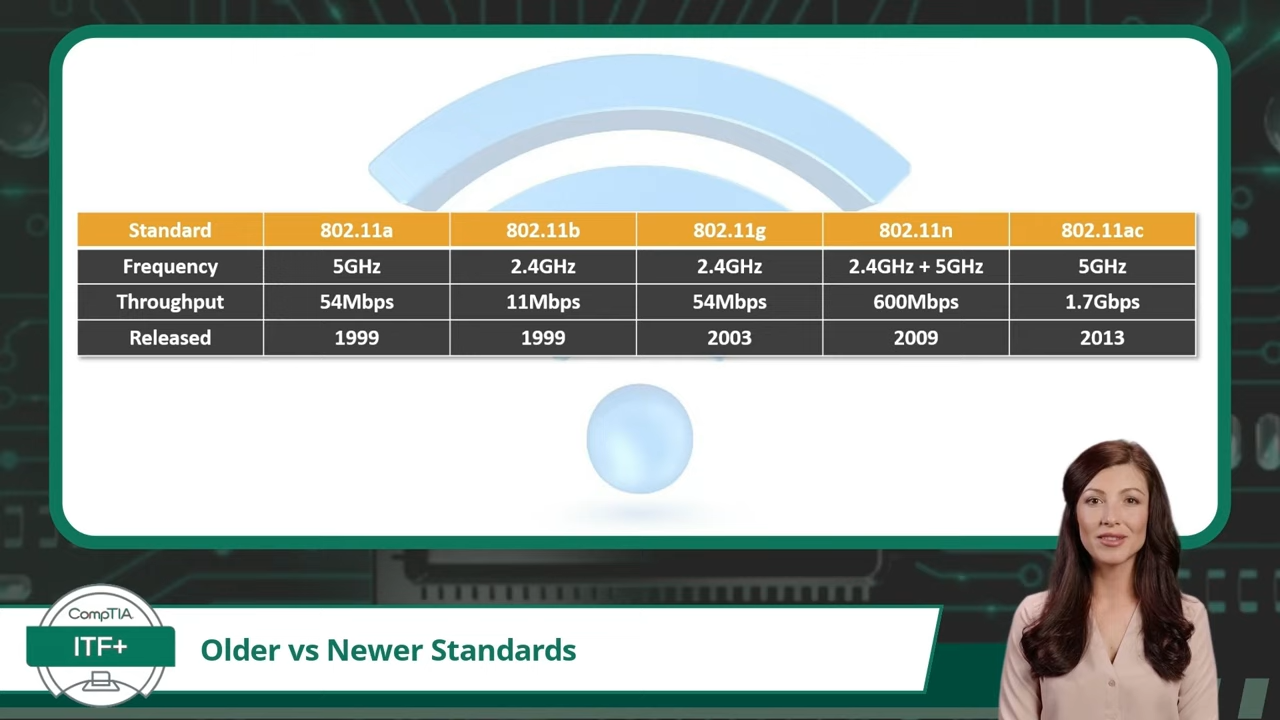 Standard 802.11a 802.11b 802.11g 802.11n 802.11ac
Frequency 5GHz 2.4GHz 2.4GHz 2.4GHz + 5GHz 5GHz
Throughput 54Mbps 11Mbps 54Mbps 600Mbps 1.7Gbps
Released 1999 1999 2003 2009 2013
CompTIA
ITF+
Older vs Newer Standards